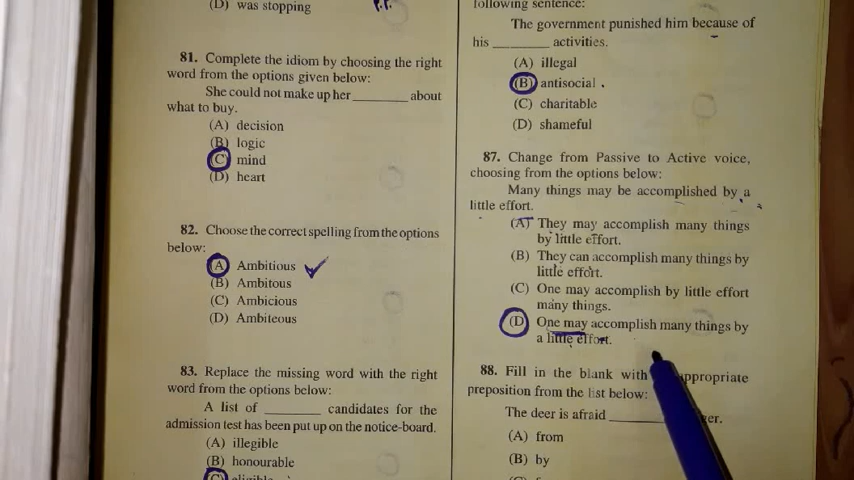 (D) was stopping
81. Complete the idiom by choosing the right
word from the options given below:
She could not make up her ________ about
what to buy.
(A) decision
(B) logic
(C) mind
(D) heart
82. Choose the correct spelling from the options
below:
(A) Ambitious
(B) Ambitous
(C) Ambicious
(D) Ambiteous
83. Replace the missing word with the right
word from the options below:
A list of ________ candidates for the
admission test has been put up on the notice-board.
(A) illegible
(B) honourable
(C) eligible
following sentence:
The government punished him because of
his ________ activities.
(A) illegal
(B) antisocial
(C) charitable
(D) shameful
87. Change from Passive to Active voice,
choosing from the options below:
Many things may be accomplished by a
little effort.
(A) They may accomplish many things
by little effort.
(B) They can accomplish many things by
little effort.
(C) One may accomplish by little effort
many things.
(D) One may accomplish many things by
a little effort.
88. Fill in the blank with appropriate
preposition from the list below:
The deer is afraid ________
(A) from
(B) by